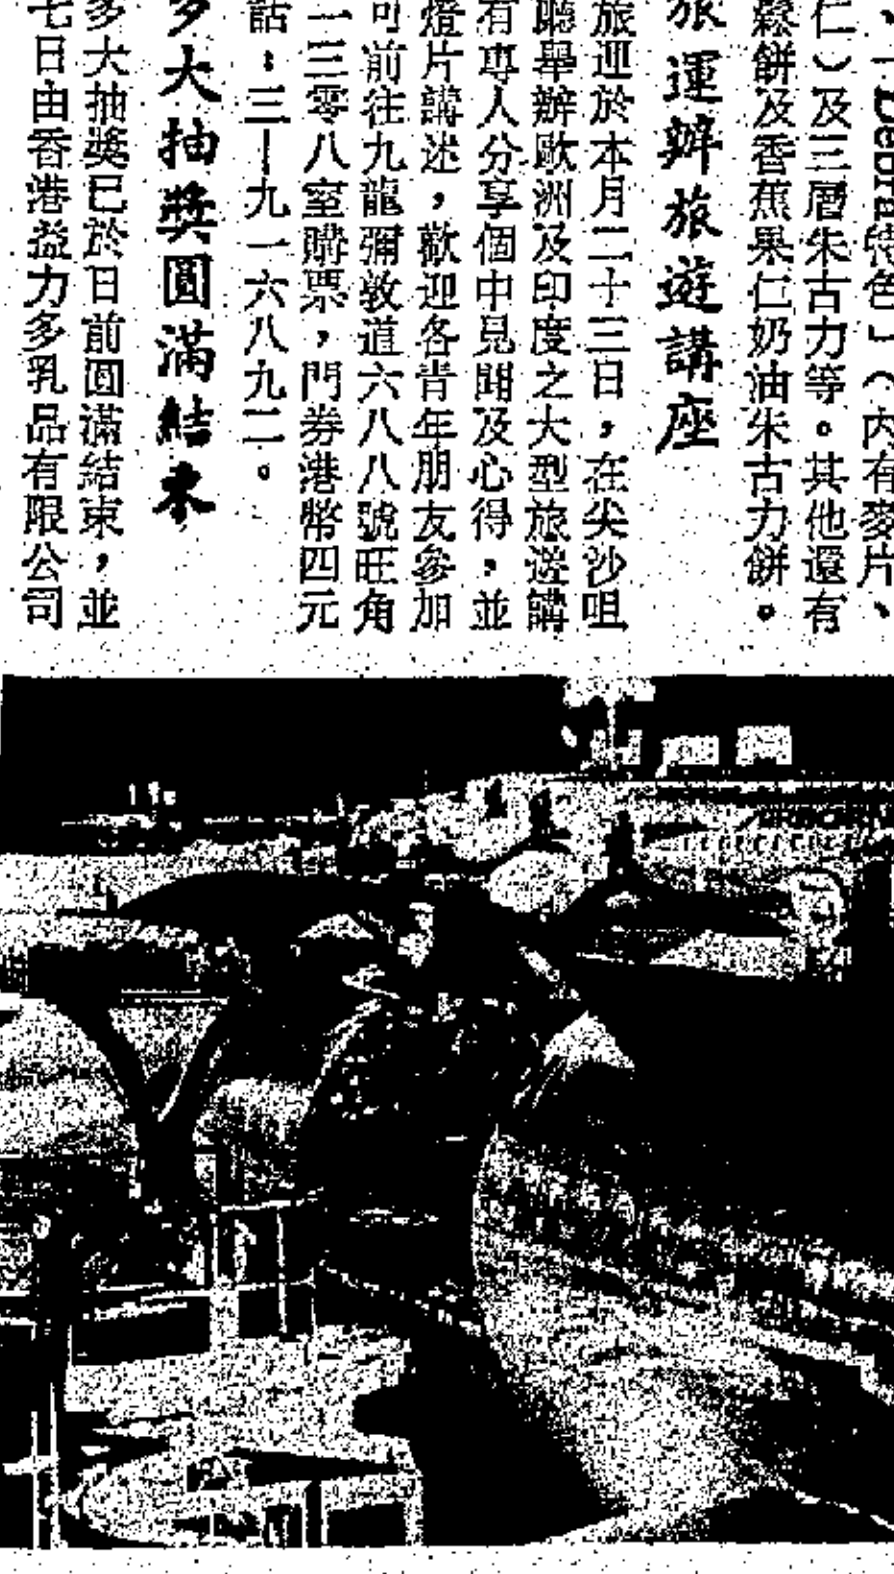 、「Debra特色」（內有麥片、
仁）及三層朱古力等。其他還有
鬆餅及香蕉果仁奶油朱古力餅。
旅運辦旅遊講座
旅運於本月二十三日，在尖沙咀
廳舉辦歐洲及印度之大型旅遊講
有專人分享個中見聞及心得，並
燈片講述，歡迎各青年朋友參加
可前往九龍彌敦道六八八號旺角
一三零八室購票，門券港幣四元
話：三―九一六八九二。
多大抽獎圓滿結束
多大抽獎已於日前圓滿結束，並
七日由香港益力多乳品有限公司